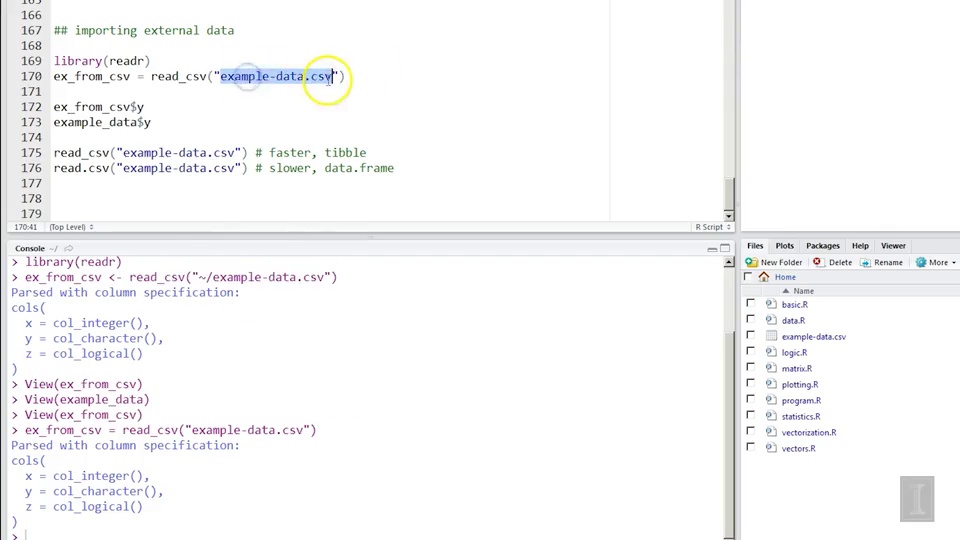 165
166
167 ## importing external data
168
169 library(readr)
170 ex_from_csv = read_csv("example-data.csv")
171
172 ex_from_csv$y
173 example_data$y
174
175 read_csv("example-data.csv") # faster, tibble
176 read.csv("example-data.csv") # slower, data.frame
177
178
179
170:41 (Top Level) R Script
Console ~/
> library(readr)
> ex_from_csv <- read_csv("~/example-data.csv")
Parsed with column specification:
cols(
  x = col_integer(),
  y = col_character(),
  z = col_logical()
)
> View(ex_from_csv)
> View(example_data)
> View(ex_from_csv)
> ex_from_csv = read_csv("example-data.csv")
Parsed with column specification:
cols(
  x = col_integer(),
  y = col_character(),
  z = col_logical()
)
>
Files Plots Packages Help Viewer
New Folder Delete Rename More
Home
Name
basic.R
data.R
example-data.csv
logic.R
matrix.R
plotting.R
program.R
statistics.R
vectorization.R
vectors.R
I